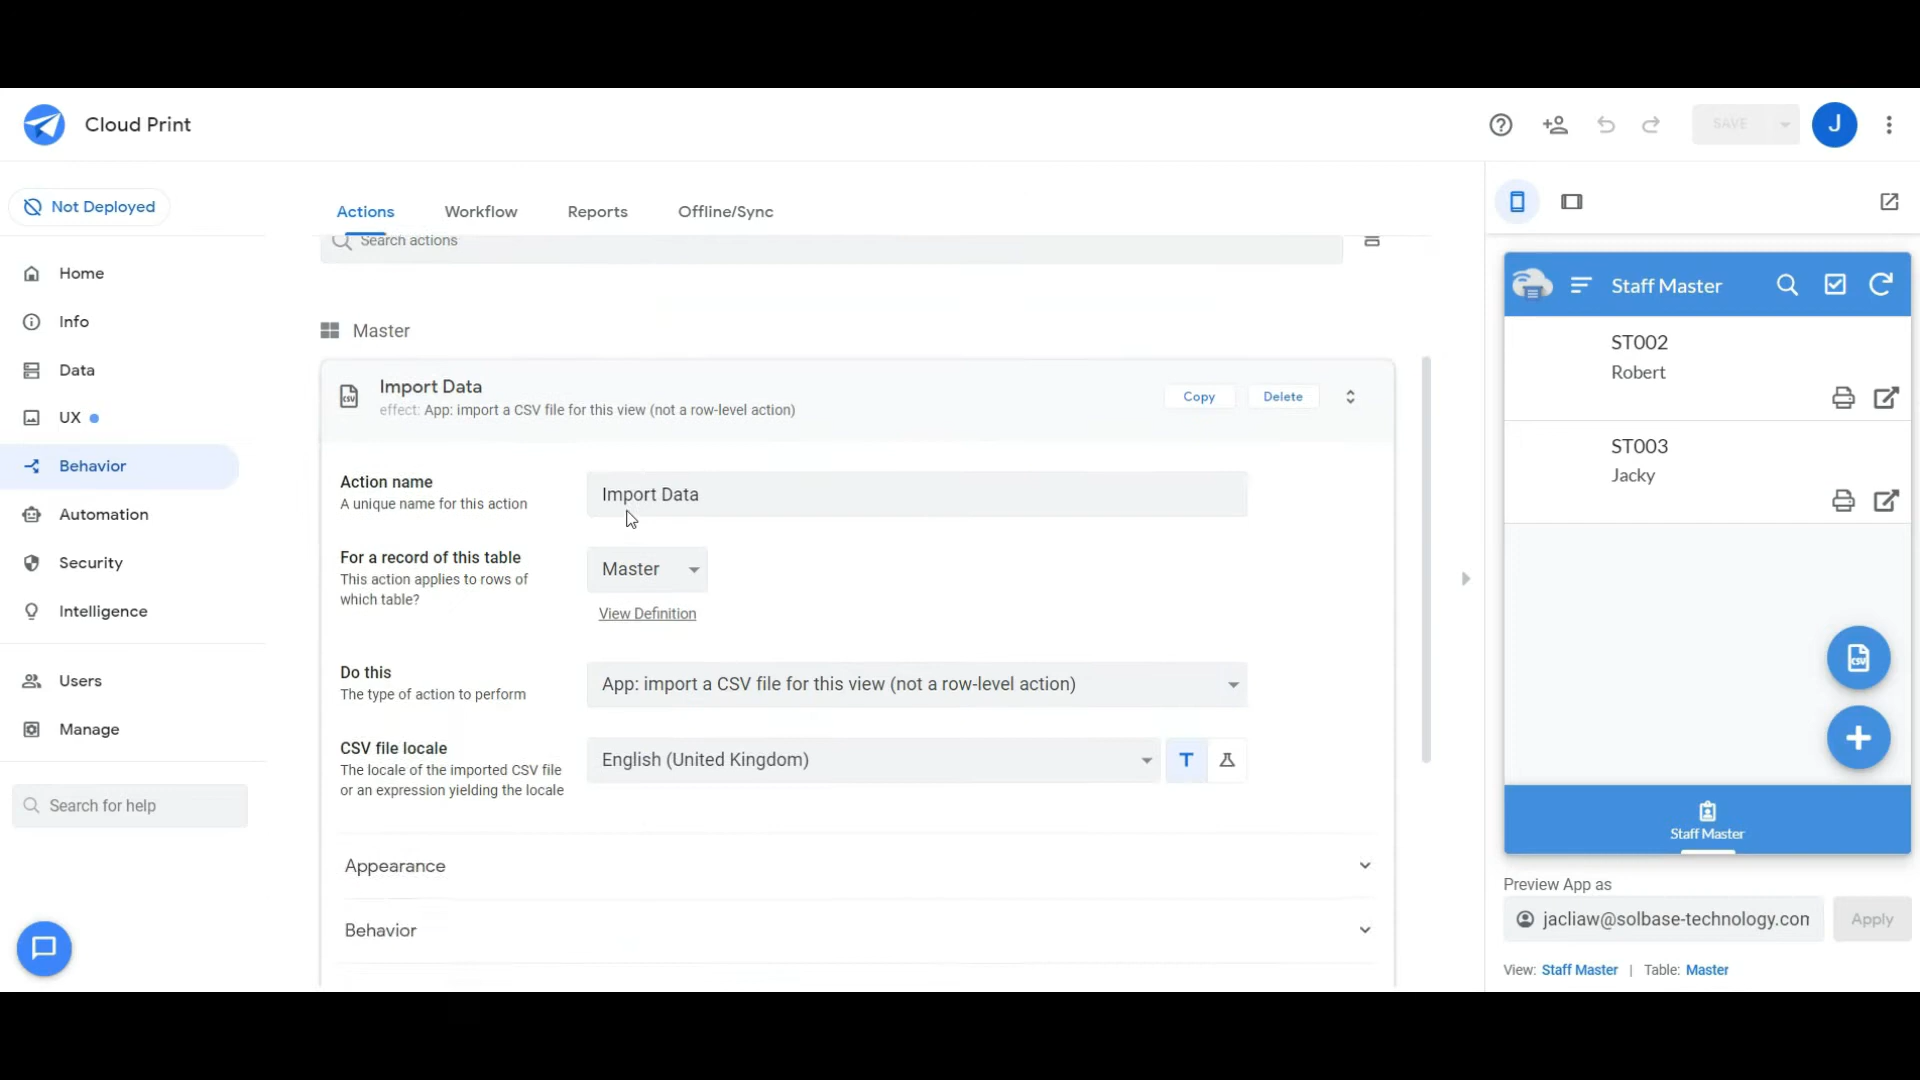 Cloud Print
SAVE
J
Not Deployed
Actions
Workflow
Reports
Offline/Sync
Search actions
Home
Info
Data
UX
Behavior
Automation
Security
Intelligence
Users
Manage
Search for help
Master
CSV
Import Data
effect: App: import a CSV file for this view (not a row-level action)
Copy
Delete
Action name
A unique name for this action
Import Data
For a record of this table
This action applies to rows of
which table?
Master
View Definition
Do this
The type of action to perform
App: import a CSV file for this view (not a row-level action)
CSV file locale
The locale of the imported CSV file
or an expression yielding the locale
English (United Kingdom)
T
Appearance
Behavior
Staff Master
ST002
Robert
ST003
Jacky
CSV
Staff Master
Preview App as
jacliaw@solbase-technology.con
Apply
View: Staff Master | Table: Master